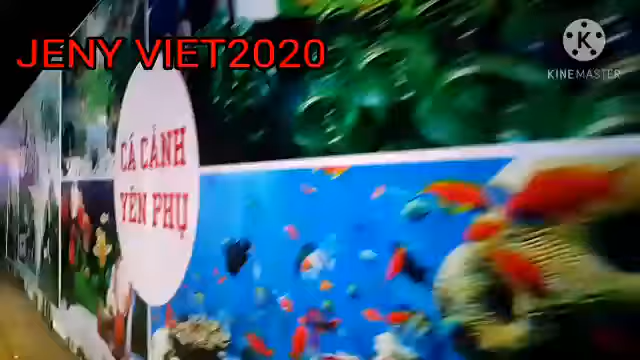 JENY VIET2020
K
KINEMASTER
CÁ CẢNH
YÊN PHỤ